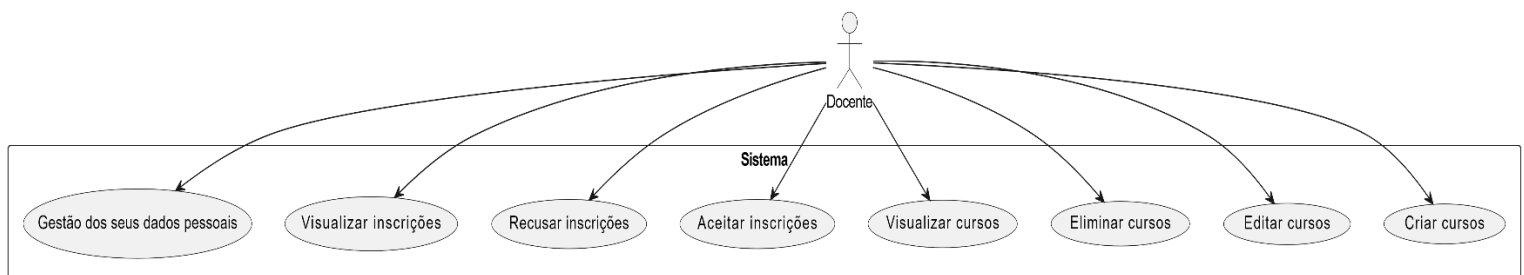 Docente
Sistema
Gestão dos seus dados pessoais
Visualizar inscrições
Recusar inscrições
Aceitar inscrições
Visualizar cursos
Eliminar cursos
Editar cursos
Criar cursos